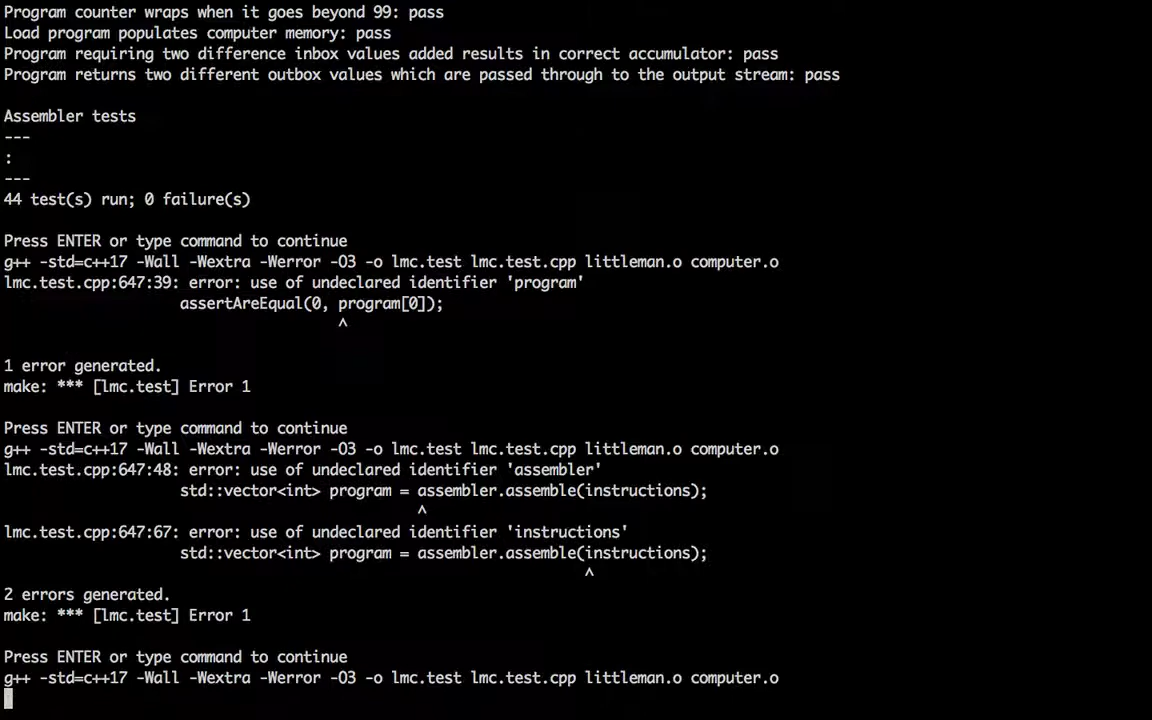 Program counter wraps when it goes beyond 99: pass
Load program populates computer memory: pass
Program requiring two difference inbox values added results in correct accumulator: pass
Program returns two different outbox values which are passed through to the output stream: pass
Assembler tests
---
:
---
44 test(s) run; 0 failure(s)
Press ENTER or type command to continue
g++ -std=c++17 -Wall -Wextra -Werror -O3 -o lmc.test lmc.test.cpp littleman.o computer.o
lmc.test.cpp:647:39: error: use of undeclared identifier 'program'
assertAreEqual(0, program[0]);
^
1 error generated.
make: *** [lmc.test] Error 1
Press ENTER or type command to continue
g++ -std=c++17 -Wall -Wextra -Werror -O3 -o lmc.test lmc.test.cpp littleman.o computer.o
lmc.test.cpp:647:48: error: use of undeclared identifier 'assembler'
std::vector<int> program = assembler.assemble(instructions);
^
lmc.test.cpp:647:67: error: use of undeclared identifier 'instructions'
std::vector<int> program = assembler.assemble(instructions);
^
2 errors generated.
make: *** [lmc.test] Error 1
Press ENTER or type command to continue
g++ -std=c++17 -Wall -Wextra -Werror -O3 -o lmc.test lmc.test.cpp littleman.o computer.o